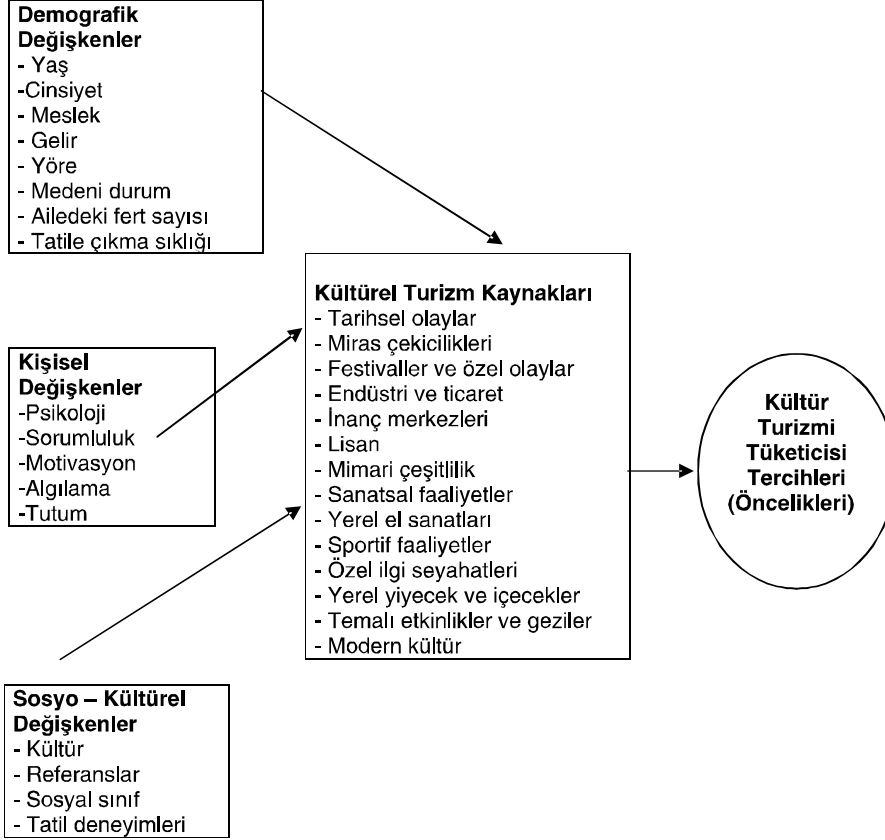 Demografik
Değişkenler
- Yaş
-Cinsiyet
- Meslek
- Gelir
- Yöre
- Medeni durum
- Ailedeki fert sayısı
- Tatile çıkma sıklığı
Kişisel
Değişkenler
-Psikoloji
-Sorumluluk
-Motivasyon
-Algılama
-Tutum
Sosyo – Kültürel
Değişkenler
- Kültür
- Referanslar
- Sosyal sınıf
- Tatil deneyimleri
Kültürel Turizm Kaynakları
- Tarihsel olaylar
- Miras çekicilikleri
- Festivaller ve özel olaylar
- Endüstri ve ticaret
- İnanç merkezleri
- Lisan
- Mimari çeşitlilik
- Sanatsal faaliyetler
- Yerel el sanatları
- Sportif faaliyetler
- Özel ilgi seyahatleri
- Yerel yiyecek ve içecekler
- Temalı etkinlikler ve geziler
- Modern kültür
Kültür
Turizmi
Tüketicisi
Tercihleri
(Öncelikleri)